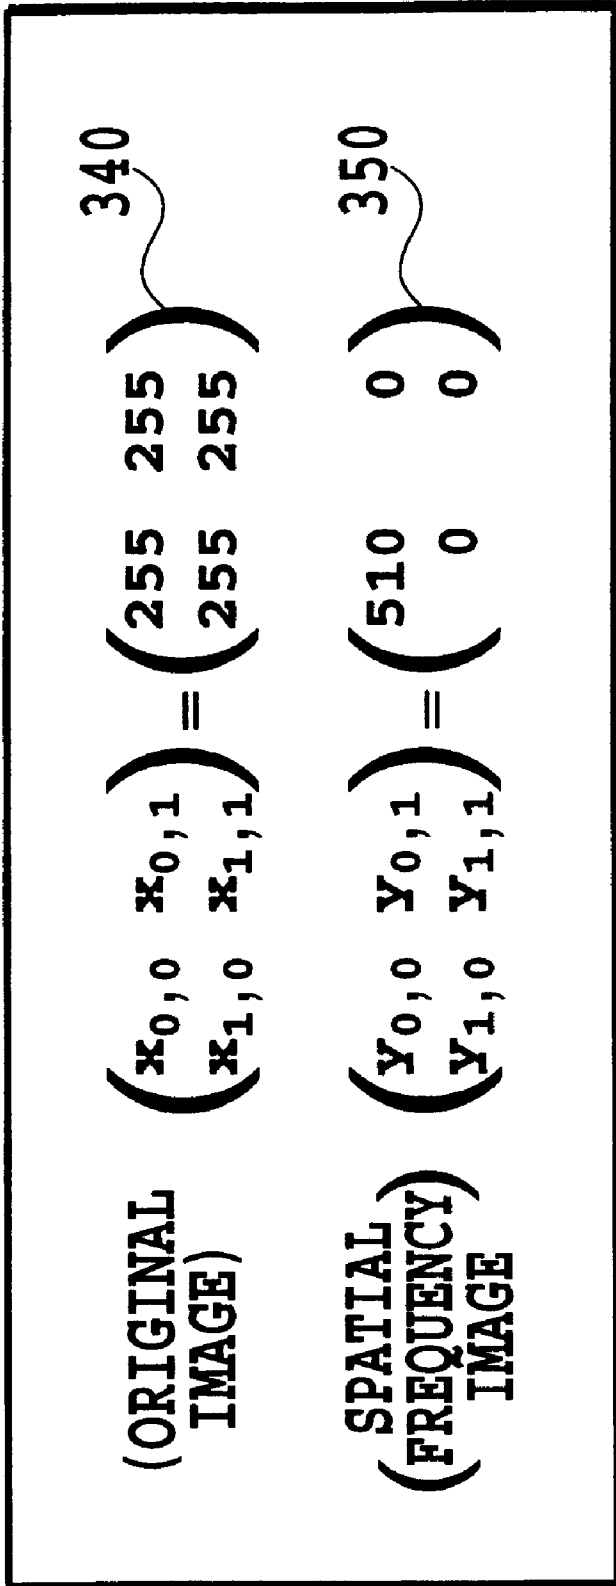 340
(ORIGINAL IMAGE) (x0,0 x0,1 = (255 255
x1,0 x1,1) 255 255)
350
(SPATIAL FREQUENCY IMAGE) (Y0,0 Y0,1 = (510 0
Y1,0 Y1,1) 0 0)